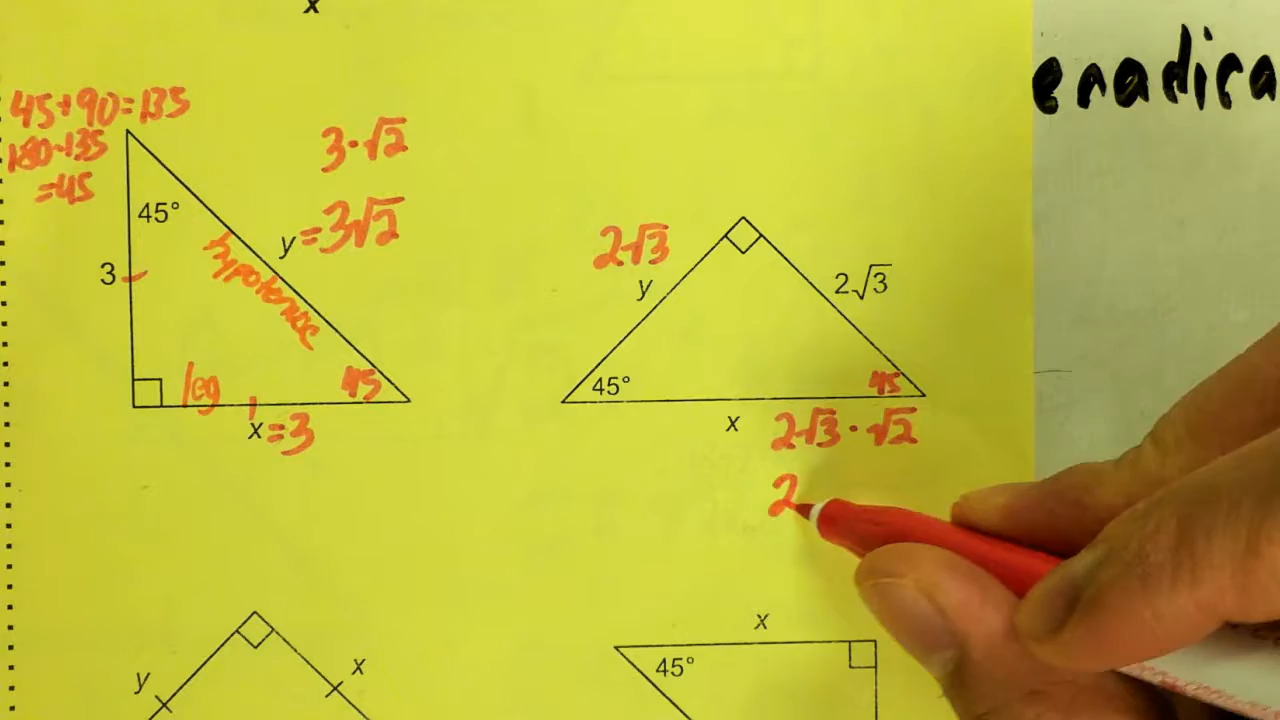 x
eradica
45+90=135
180-135
=45
3·√2
45°
y=3√2
3
hypotenuse
leg
45
x=3
2√3
y
2√3
45°
45
x
2√3·√2
2
y
x
x
45°